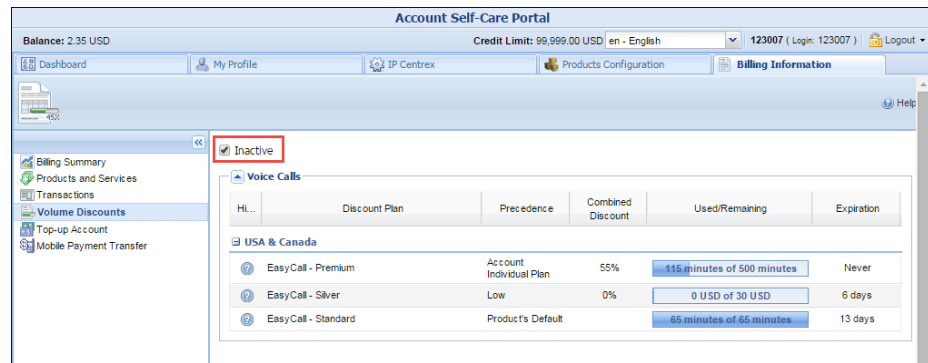 Account Self-Care Portal
Balance: 2.35 USD
Credit Limit: 99,999.00 USD en - English
123007 ( Login: 123007 ) Logout
Dashboard
My Profile
IP Centrex
Products Configuration
Billing Information
45%
Help
Inactive
Billing Summary
Products and Services
Transactions
Volume Discounts
Top-up Account
Mobile Payment Transfer
Voice Calls
Hi... Discount Plan Precedence Combined Discount Used/Remaining Expiration
USA & Canada
EasyCall - Premium Account Individual Plan 55% 115 minutes of 500 minutes Never
EasyCall - Silver Low 0% 0 USD of 30 USD 6 days
EasyCall - Standard Product's Default 65 minutes of 65 minutes 13 days